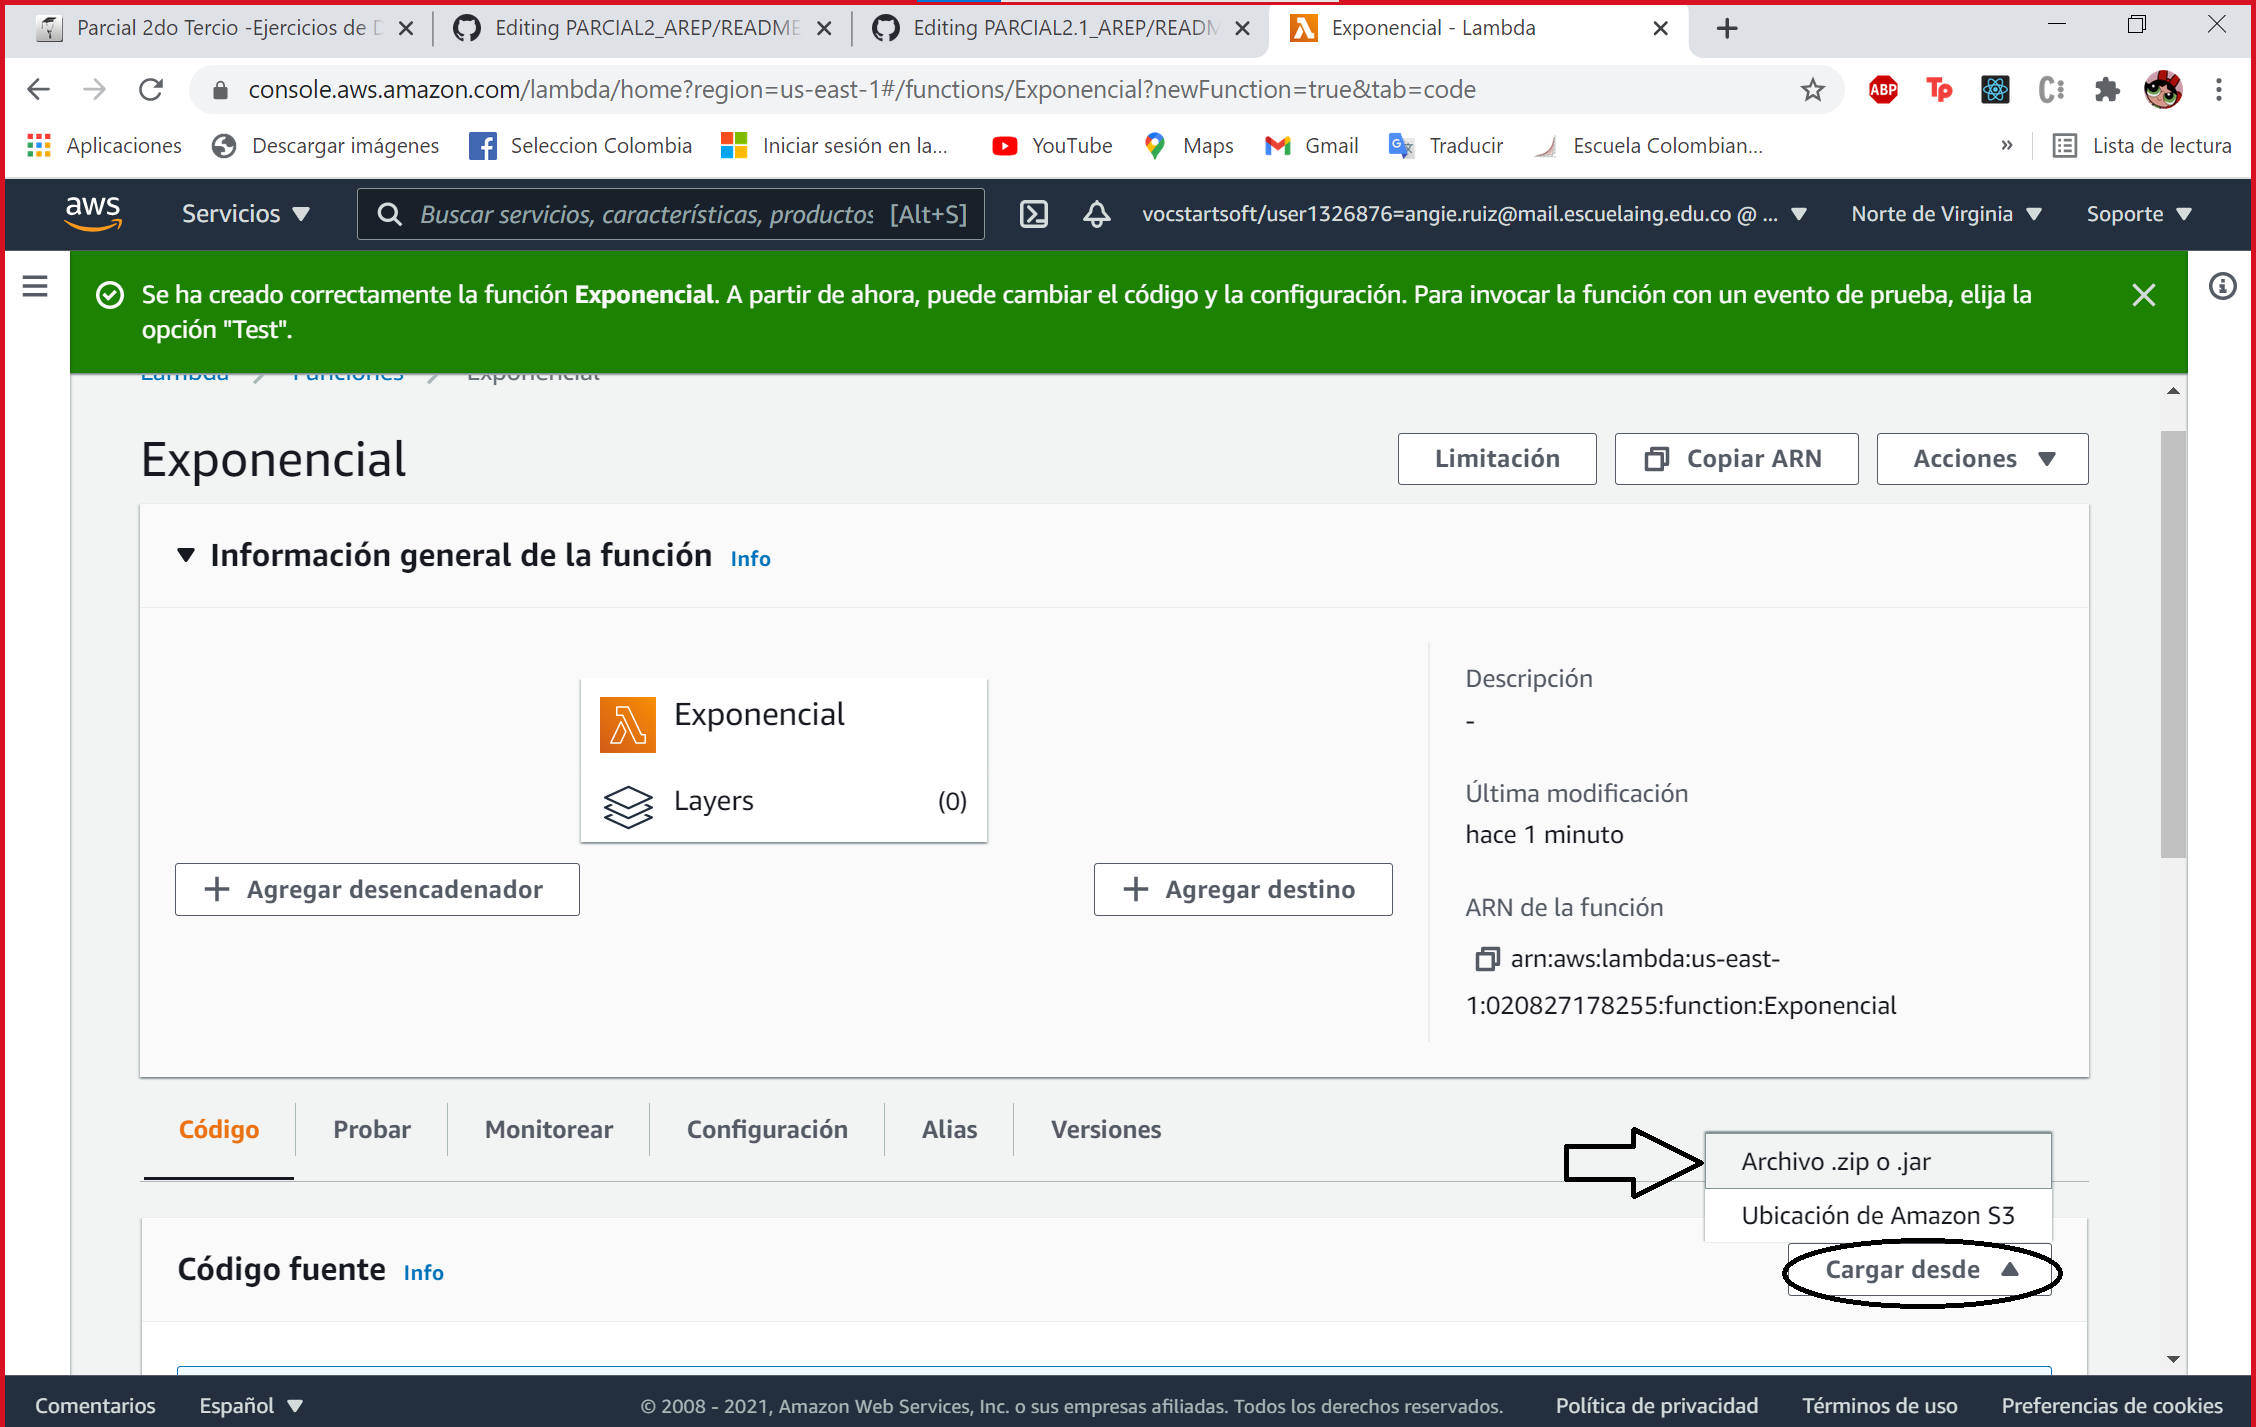 Parcial 2do Tercio -Ejercicios de D
Editing PARCIAL2_AREP/README
Editing PARCIAL2.1_AREP/READM
Exponencial - Lambda
console.aws.amazon.com/lambda/home?region=us-east-1#/functions/Exponencial?newFunction=true&tab=code
ABP
Tp
Aplicaciones
Descargar imágenes
Seleccion Colombia
Iniciar sesión en la...
YouTube
Maps
Gmail
Traducir
Escuela Colombian...
»
Lista de lectura
aws
Servicios
Buscar servicios, características, productos [Alt+S]
vocstartsoft/user1326876=angie.ruiz@mail.escuelaing.edu.co @ ...
Norte de Virginia
Soporte
Se ha creado correctamente la función Exponencial. A partir de ahora, puede cambiar el código y la configuración. Para invocar la función con un evento de prueba, elija la
opción "Test".
Lambda
Funciones
Exponencial
Exponencial
Limitación
Copiar ARN
Acciones
Información general de la función Info
Exponencial
Layers (0)
Agregar desencadenador
Agregar destino
Descripción
-
Última modificación
hace 1 minuto
ARN de la función
arn:aws:lambda:us-east-
1:020827178255:function:Exponencial
Código
Probar
Monitorear
Configuración
Alias
Versiones
Archivo .zip o .jar
Ubicación de Amazon S3
Código fuente Info
Cargar desde
Comentarios
Español
© 2008 - 2021, Amazon Web Services, Inc. o sus empresas afiliadas. Todos los derechos reservados.
Política de privacidad
Términos de uso
Preferencias de cookies